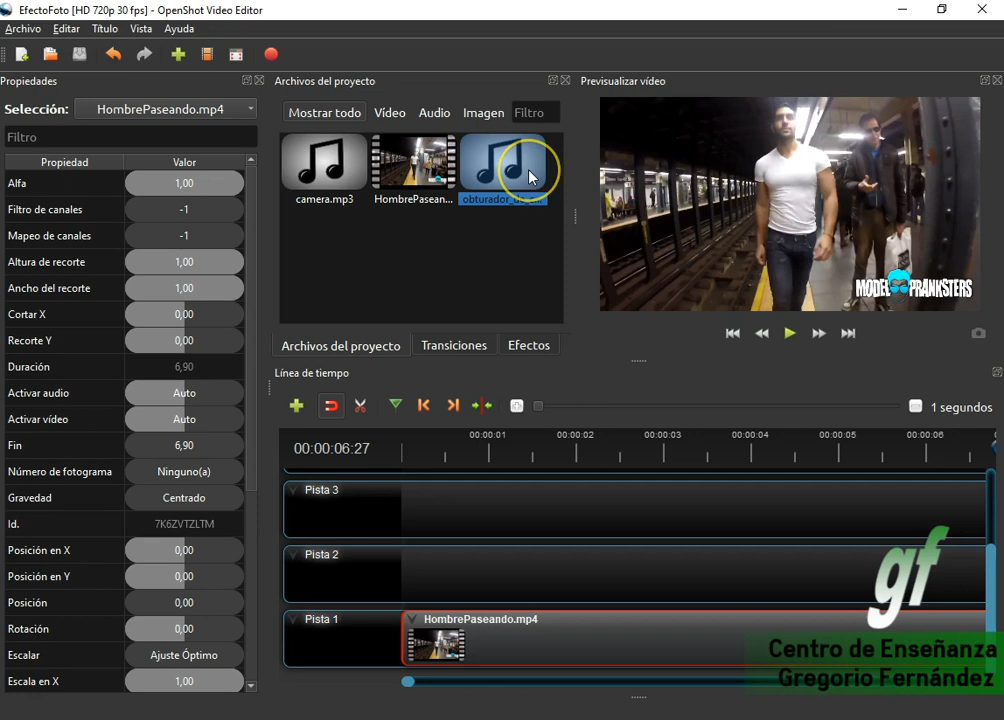 EfectoFoto [HD 720p 30 fps] - OpenShot Video Editor
Archivo Editar Título Vista Ayuda
Propiedades
Selección: HombrePaseando.mp4
Filtro
Propiedad Valor
Alfa 1,00
Filtro de canales -1
Mapeo de canales -1
Altura de recorte 1,00
Ancho del recorte 1,00
Cortar X 0,00
Recorte Y 0,00
Duración 6,90
Activar audio Auto
Activar vídeo Auto
Fin 6,90
Número de fotograma Ninguno(a)
Gravedad Centrado
Id. 7K6ZVTZLTM
Posición en X 0,00
Posición en Y 0,00
Posición 0,00
Rotación 0,00
Escalar Ajuste Óptimo
Escala en X 1,00
Archivos del proyecto
Mostrar todo Vídeo Audio Imagen Filtro
camera.mp3 HombrePasean...
Archivos del proyecto Transiciones Efectos
Previsualizar vídeo
MODEL PRANKSTERS
Línea de tiempo
1 segundos
00:00:06:27
00:00:01 00:00:02 00:00:03 00:00:04 00:00:05 00:00:06
Pista 3
Pista 2
Pista 1
HombrePaseando.mp4
gf
Centro de Enseñanza
Gregorio Fernández